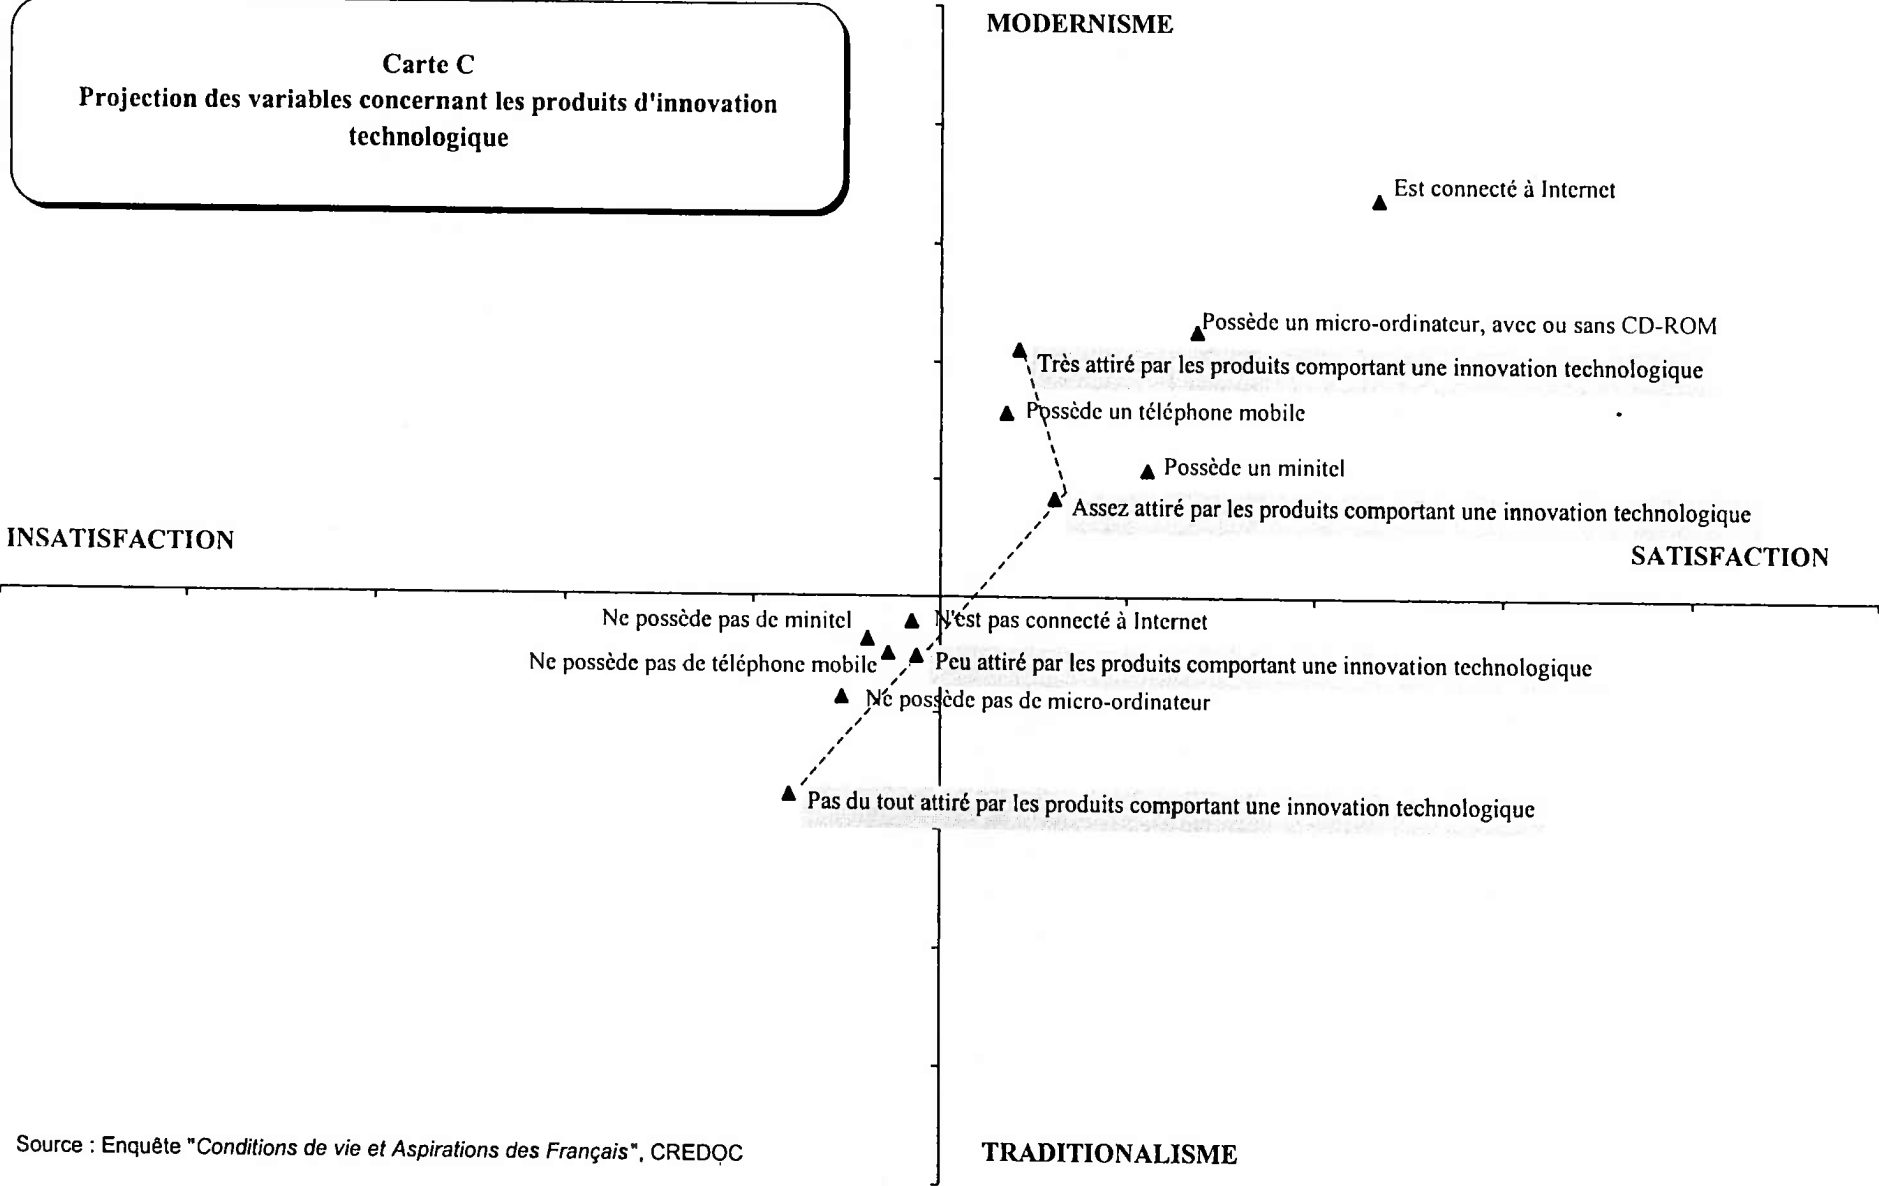 Carte C
Projection des variables concernant les produits d'innovation
technologique
MODERNISME
Est connecté à Internet
Possède un micro-ordinateur, avec ou sans CD-ROM
Très attiré par les produits comportant une innovation technologique
Possède un téléphone mobile
Possède un minitel
Assez attiré par les produits comportant une innovation technologique
INSATISFACTION
SATISFACTION
Ne possède pas de minitel
N'est pas connecté à Internet
Ne possède pas de téléphone mobile
Peu attiré par les produits comportant une innovation technologique
Ne possède pas de micro-ordinateur
Pas du tout attiré par les produits comportant une innovation technologique
Source : Enquête "Conditions de vie et Aspirations des Français", CREDOC
TRADITIONALISME